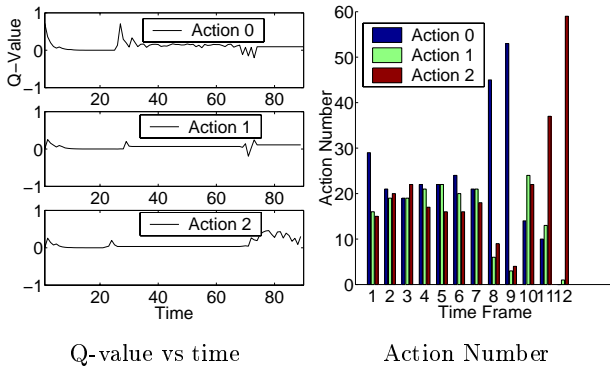 Q-Value
1
0
−1
Action 0
20 40 60 80
1
0
−1
Action 1
20 40 60 80
1
0
−1
Action 2
0 20 40 60 80
Time
Q-value vs time
Action Number
60
50
40
30
20
10
0
Action 0
Action 1
Action 2
1 2 3 4 5 6 7 8 9 10 11 12
Time Frame
Action Number